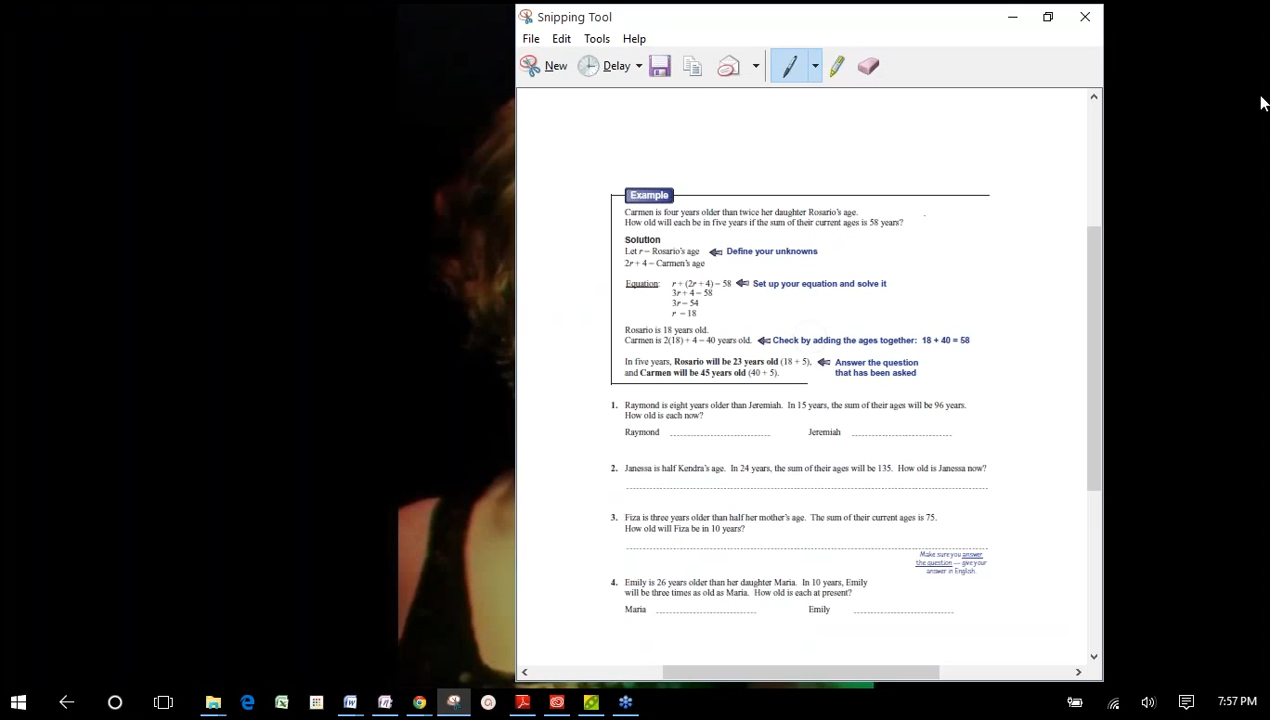 Snipping Tool
File Edit Tools Help
New Delay
Example
Carmen is four years older than twice her daughter Rosario's age.
How old will each be in five years if the sum of their current ages is 58 years?
Solution
Let r = Rosario's age Define your unknowns
2r + 4 = Carmen's age
Equation: r + (2r + 4) = 58 Set up your equation and solve it
3r + 4 = 58
3r = 54
r = 18
Rosario is 18 years old.
Carmen is 2(18) + 4 = 40 years old. Check by adding the ages together: 18 + 40 = 58
In five years, Rosario will be 23 years old (18 + 5), Answer the question
and Carmen will be 45 years old (40 + 5). that has been asked
1. Raymond is eight years older than Jeremiah. In 15 years, the sum of their ages will be 96 years.
How old is each now?
Raymond Jeremiah
2. Janessa is half Kendra's age. In 24 years, the sum of their ages will be 135. How old is Janessa now?
3. Fiza is three years older than half her mother's age. The sum of their current ages is 75.
How old will Fiza be in 10 years?
Make sure you answer
the question — give your
answer in English.
4. Emily is 26 years older than her daughter Maria. In 10 years, Emily
will be three times as old as Maria. How old is each at present?
Maria Emily
7:57 PM